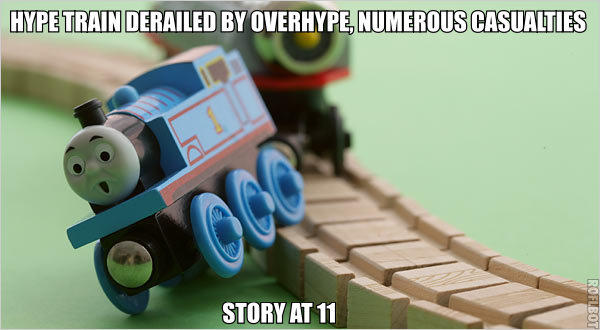 HYPE TRAIN DERAILED BY OVERHYPE, NUMEROUS CASUALTIES
1
STORY AT 11
ROFLBOT